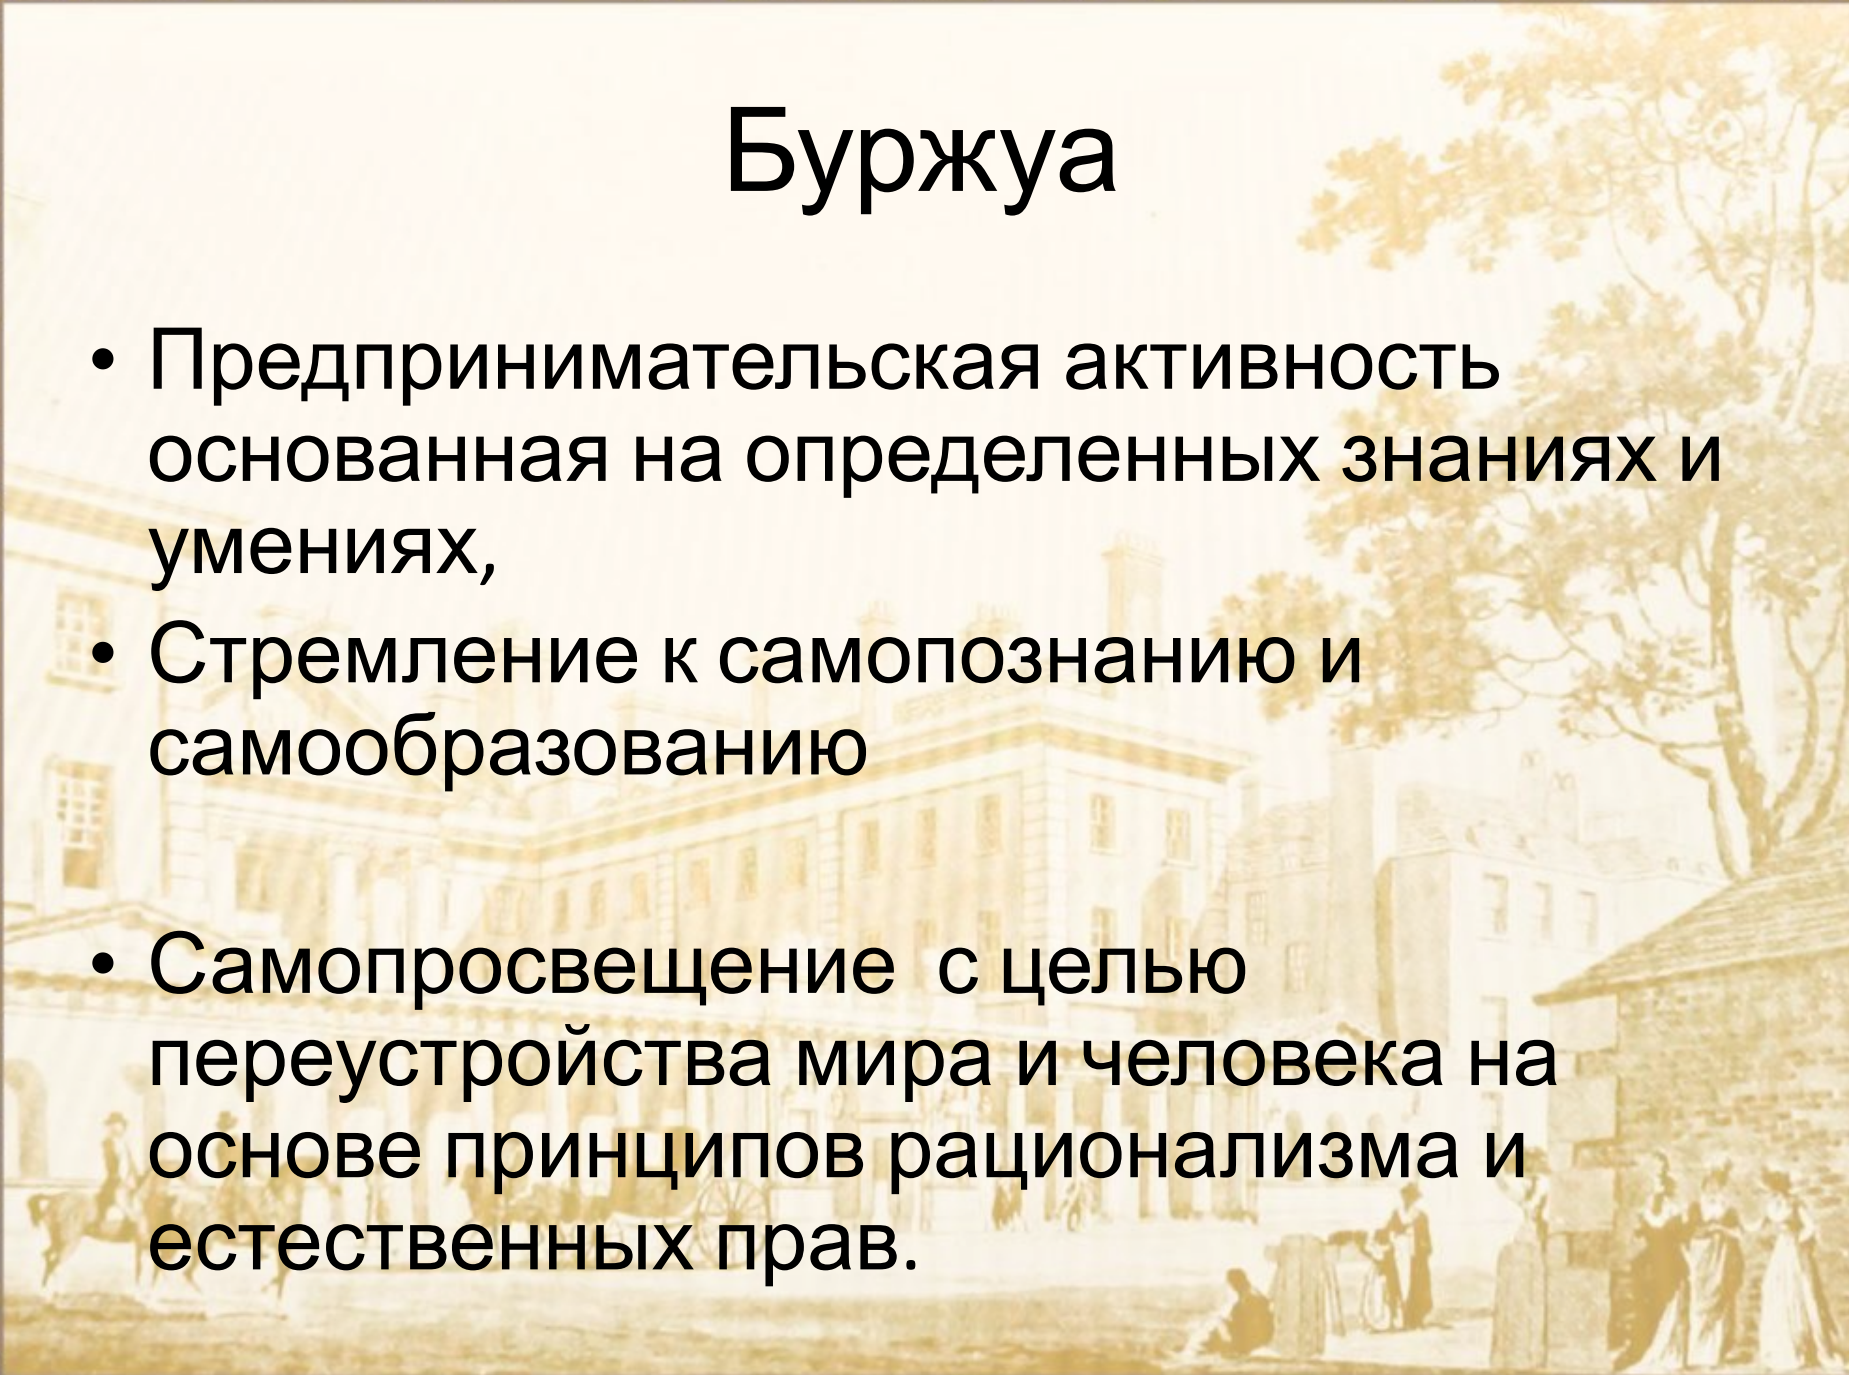 Буржуа
• Предпринимательская активность
основанная на определенных знаниях и
умениях,
• Стремление к самопознанию и
самообразованию
• Самопросвещение  с целью
переустройства мира и человека на
основе принципов рационализма и
естественных прав.